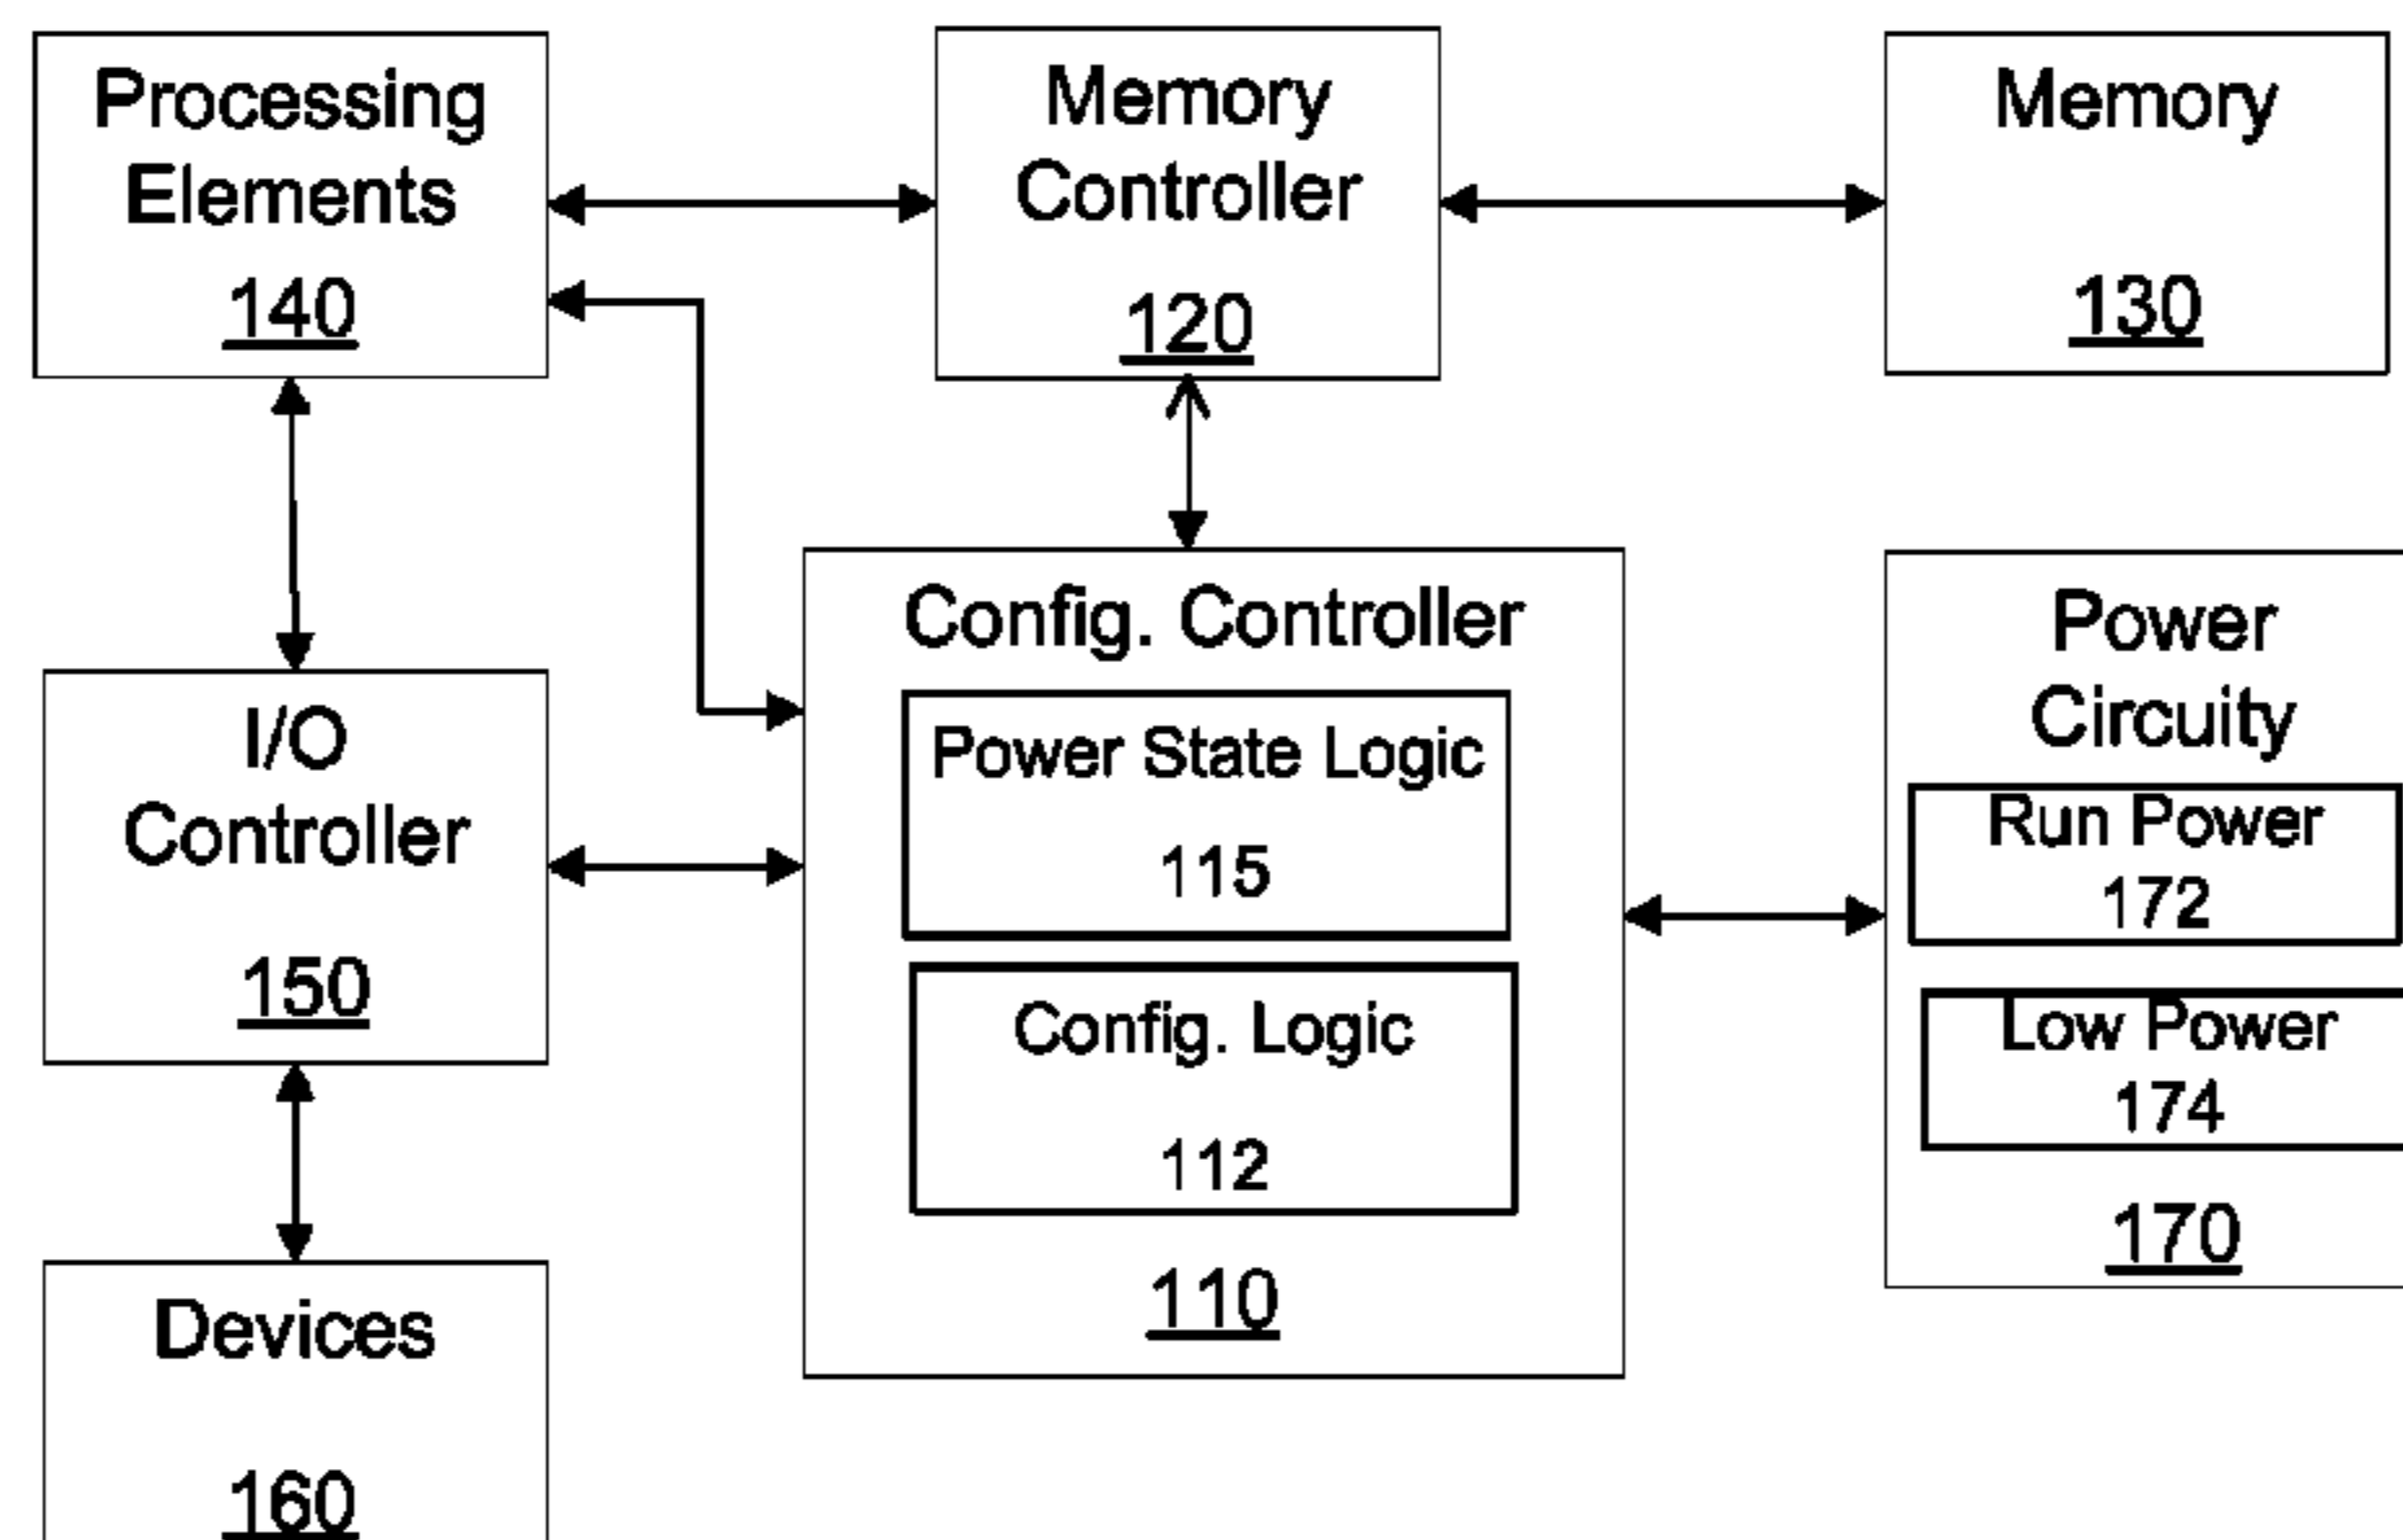 Processing
Elements
140
Memory
Controller
120
Memory
130
I/O
Controller
150
Config. Controller
Power State Logic
115
Config. Logic
112
110
Power
Circuity
Run Power
172
Low Power
174
170
Devices
160